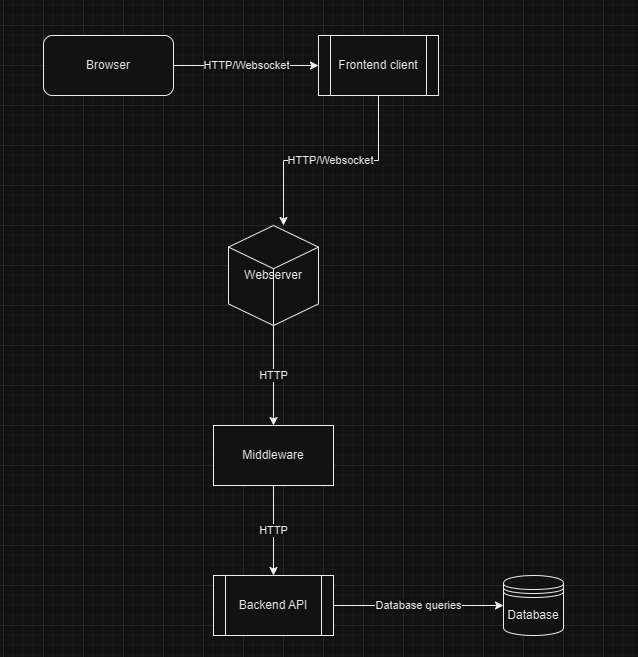 Browser
HTTP/Websocket
Frontend client
HTTP/Websocket
Webserver
HTTP
Middleware
HTTP
Backend API
Database queries
Database